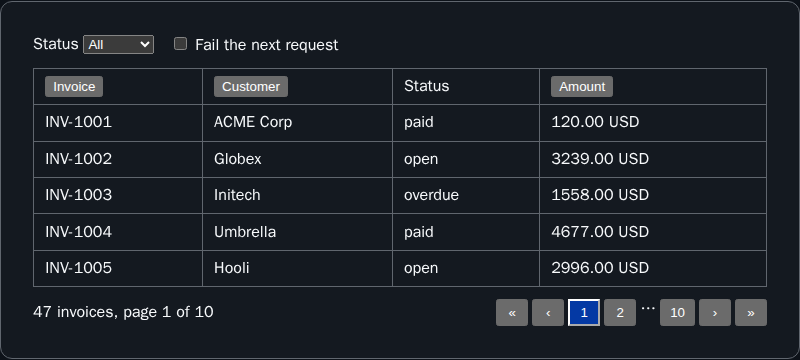 Status All Fail the next request
Invoice Customer Status Amount
INV-1001 ACME Corp paid 120.00 USD
INV-1002 Globex open 3239.00 USD
INV-1003 Initech overdue 1558.00 USD
INV-1004 Umbrella paid 4677.00 USD
INV-1005 Hooli open 2996.00 USD
47 invoices, page 1 of 10 « ‹ 1 2 … 10 › »